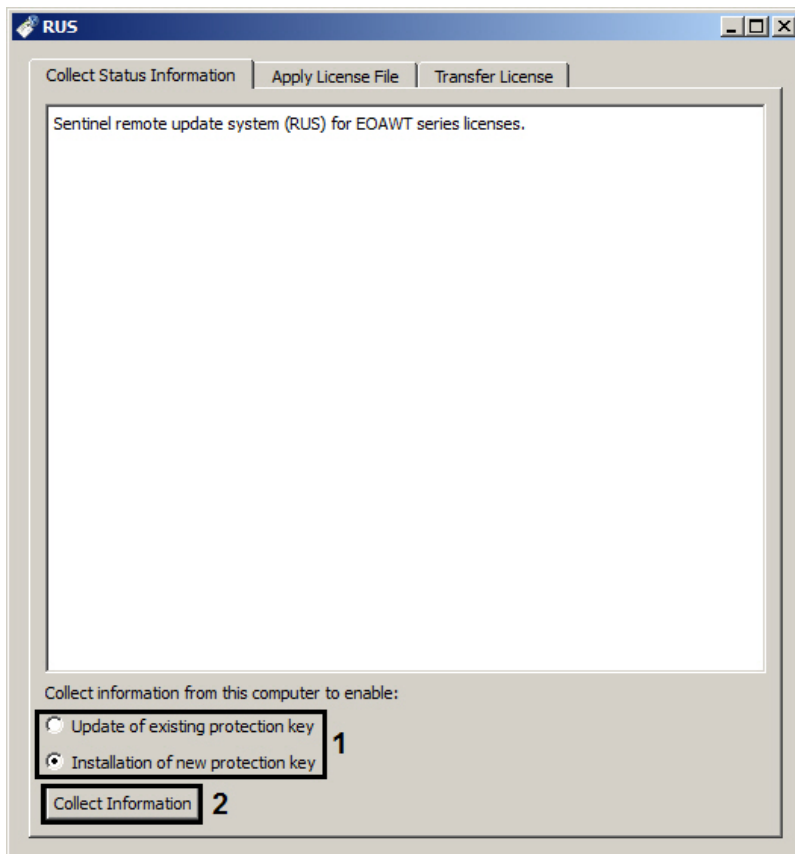 RUS
Collect Status Information
Apply License File
Transfer License
Sentinel remote update system (RUS) for EOAWT series licenses.
Collect information from this computer to enable:
Update of existing protection key
Installation of new protection key
1
Collect Information
2